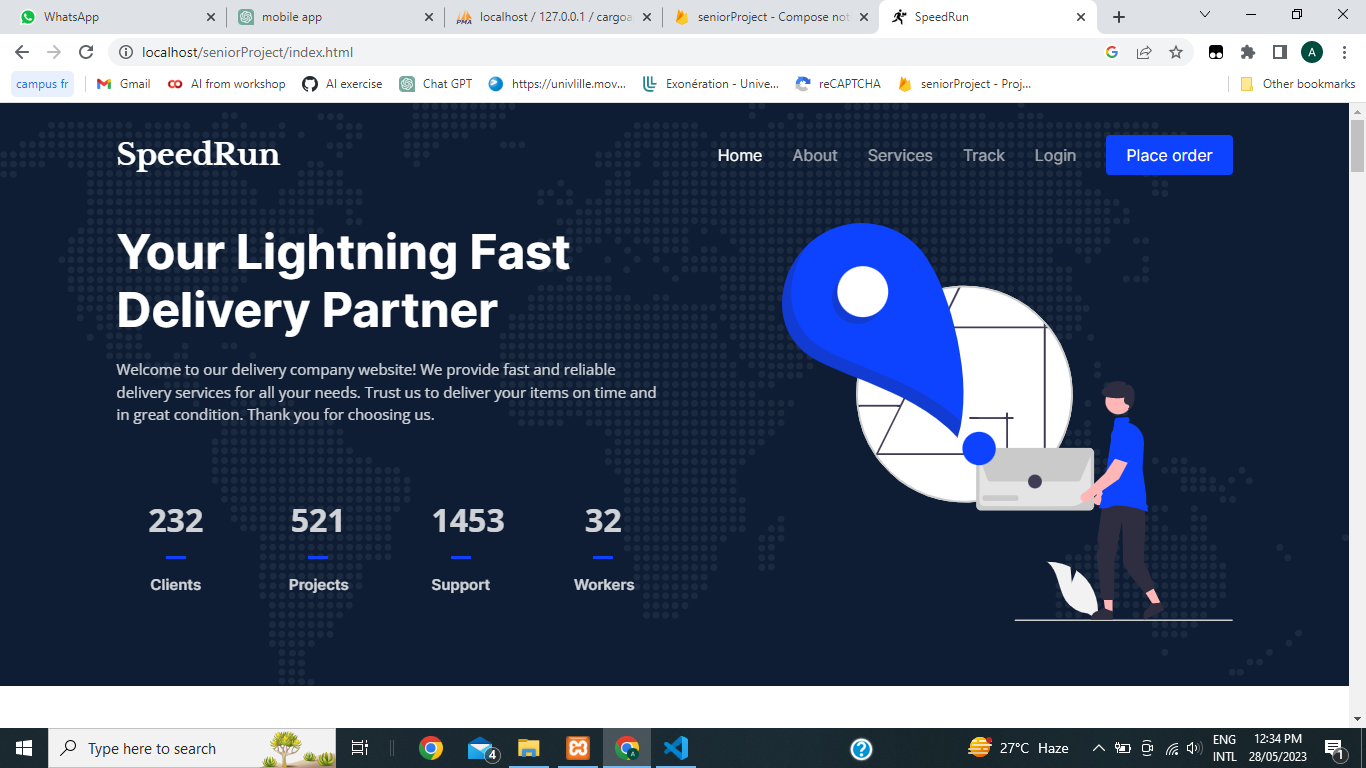 WhatsApp
mobile app
localhost / 127.0.0.1 / cargoa
seniorProject - Compose not
SpeedRun
localhost/seniorProject/index.html
A
campus fr
Gmail
AI from workshop
AI exercise
Chat GPT
https://univlille.mov...
Exonération - Unive...
reCAPTCHA
seniorProject - Proj...
Other bookmarks
SpeedRun
Home
About
Services
Track
Login
Place order
Your Lightning Fast
Delivery Partner
Welcome to our delivery company website! We provide fast and reliable
delivery services for all your needs. Trust us to deliver your items on time and
in great condition. Thank you for choosing us.
232
521
1453
32
Clients
Projects
Support
Workers
Type here to search
4
27°C Haze
ENG
INTL
12:34 PM
28/05/2023
1